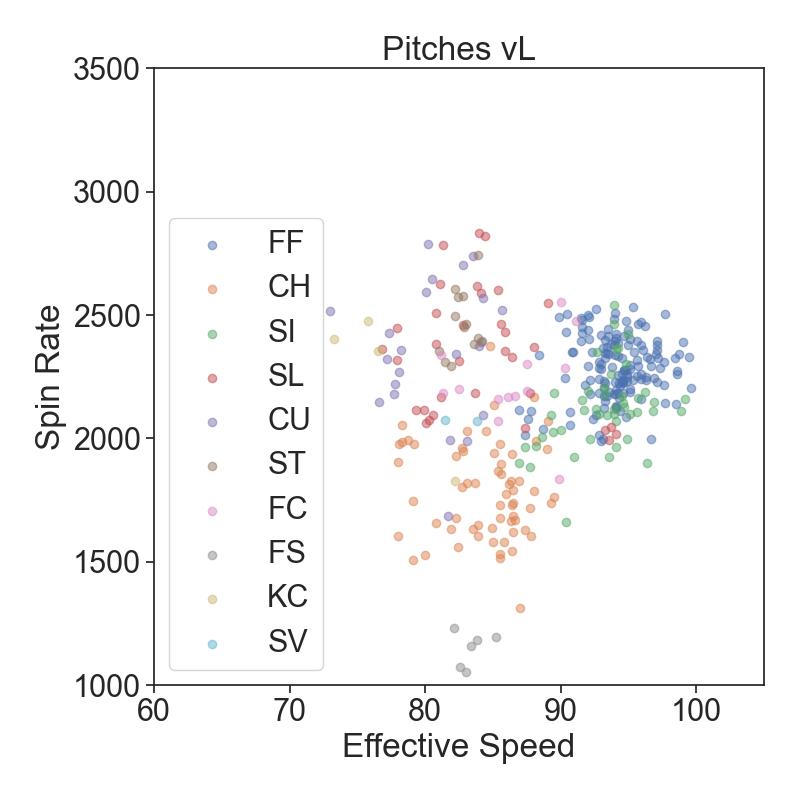 Pitches vL
3500
3000
2500
2000
1500
1000
Spin Rate
FF
CH
SI
SL
CU
ST
FC
FS
KC
SV
60 70 80 90 100
Effective Speed